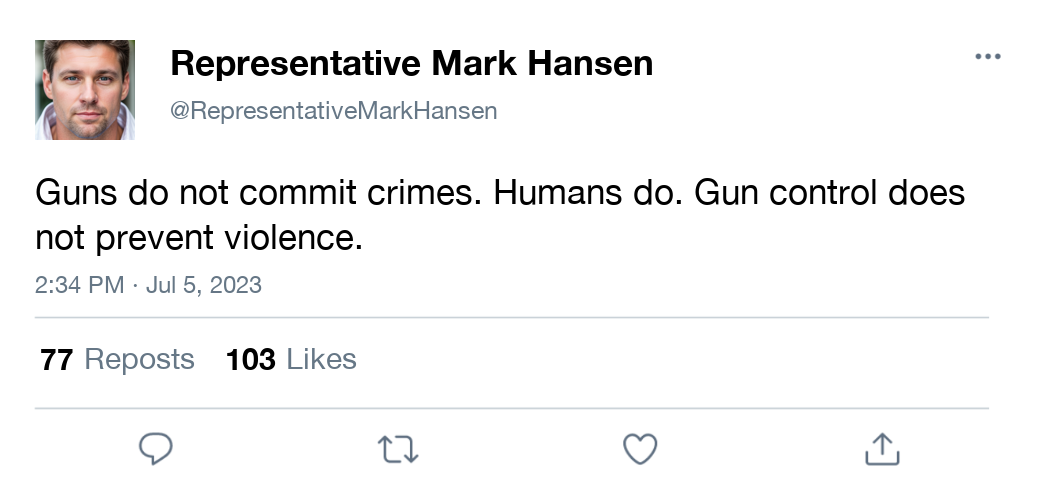 Representative Mark Hansen
@RepresentativeMarkHansen
Guns do not commit crimes. Humans do. Gun control does
not prevent violence.
2:34 PM · Jul 5, 2023
77 Reposts 103 Likes